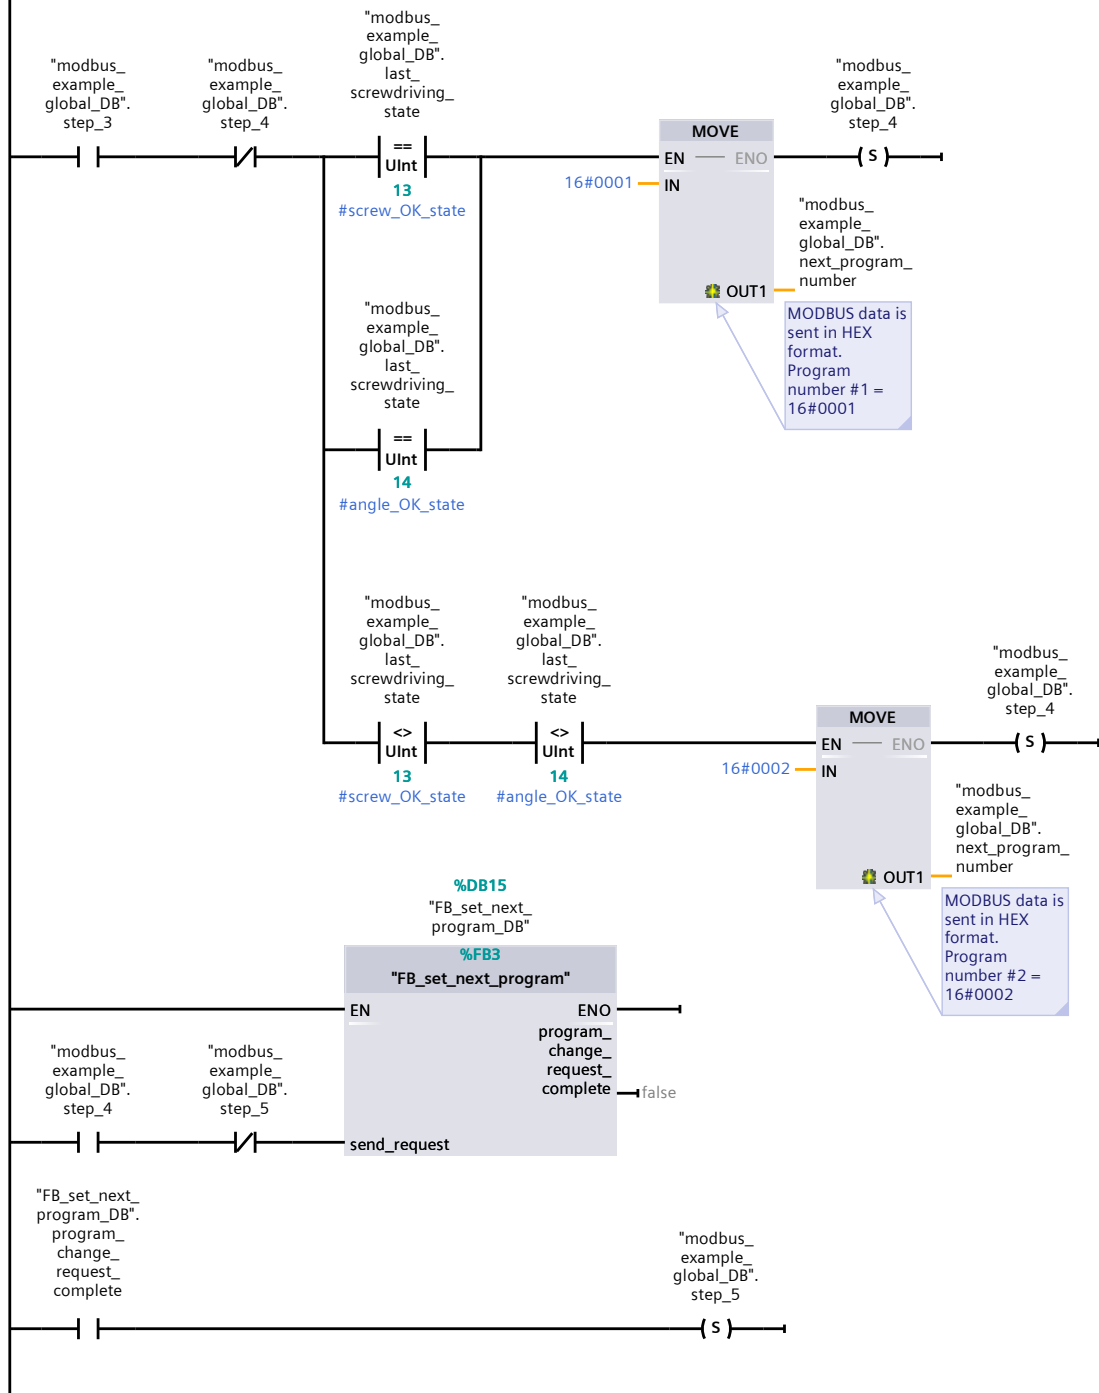 "modbus_
example_
global_DB".
step_3
"modbus_
example_
global_DB".
step_4
"modbus_
example_
global_DB".
last_
screwdriving_
state
==
UInt
13
#screw_OK_state
MOVE
EN
ENO
16#0001
IN
OUT1
"modbus_
example_
global_DB".
step_4
S
"modbus_
example_
global_DB".
next_program_
number
MODBUS data is
sent in HEX
format.
Program
number #1 =
16#0001
"modbus_
example_
global_DB".
last_
screwdriving_
state
==
UInt
14
#angle_OK_state
"modbus_
example_
global_DB".
last_
screwdriving_
state
<>
UInt
13
#screw_OK_state
"modbus_
example_
global_DB".
last_
screwdriving_
state
<>
UInt
14
#angle_OK_state
MOVE
EN
ENO
16#0002
IN
OUT1
"modbus_
example_
global_DB".
step_4
S
"modbus_
example_
global_DB".
next_program_
number
MODBUS data is
sent in HEX
format.
Program
number #2 =
16#0002
%DB15
"FB_set_next_
program_DB"
%FB3
"FB_set_next_program"
EN
ENO
program_
change_
request_
complete
false
"modbus_
example_
global_DB".
step_4
"modbus_
example_
global_DB".
step_5
send_request
"FB_set_next_
program_DB".
program_
change_
request_
complete
"modbus_
example_
global_DB".
step_5
S